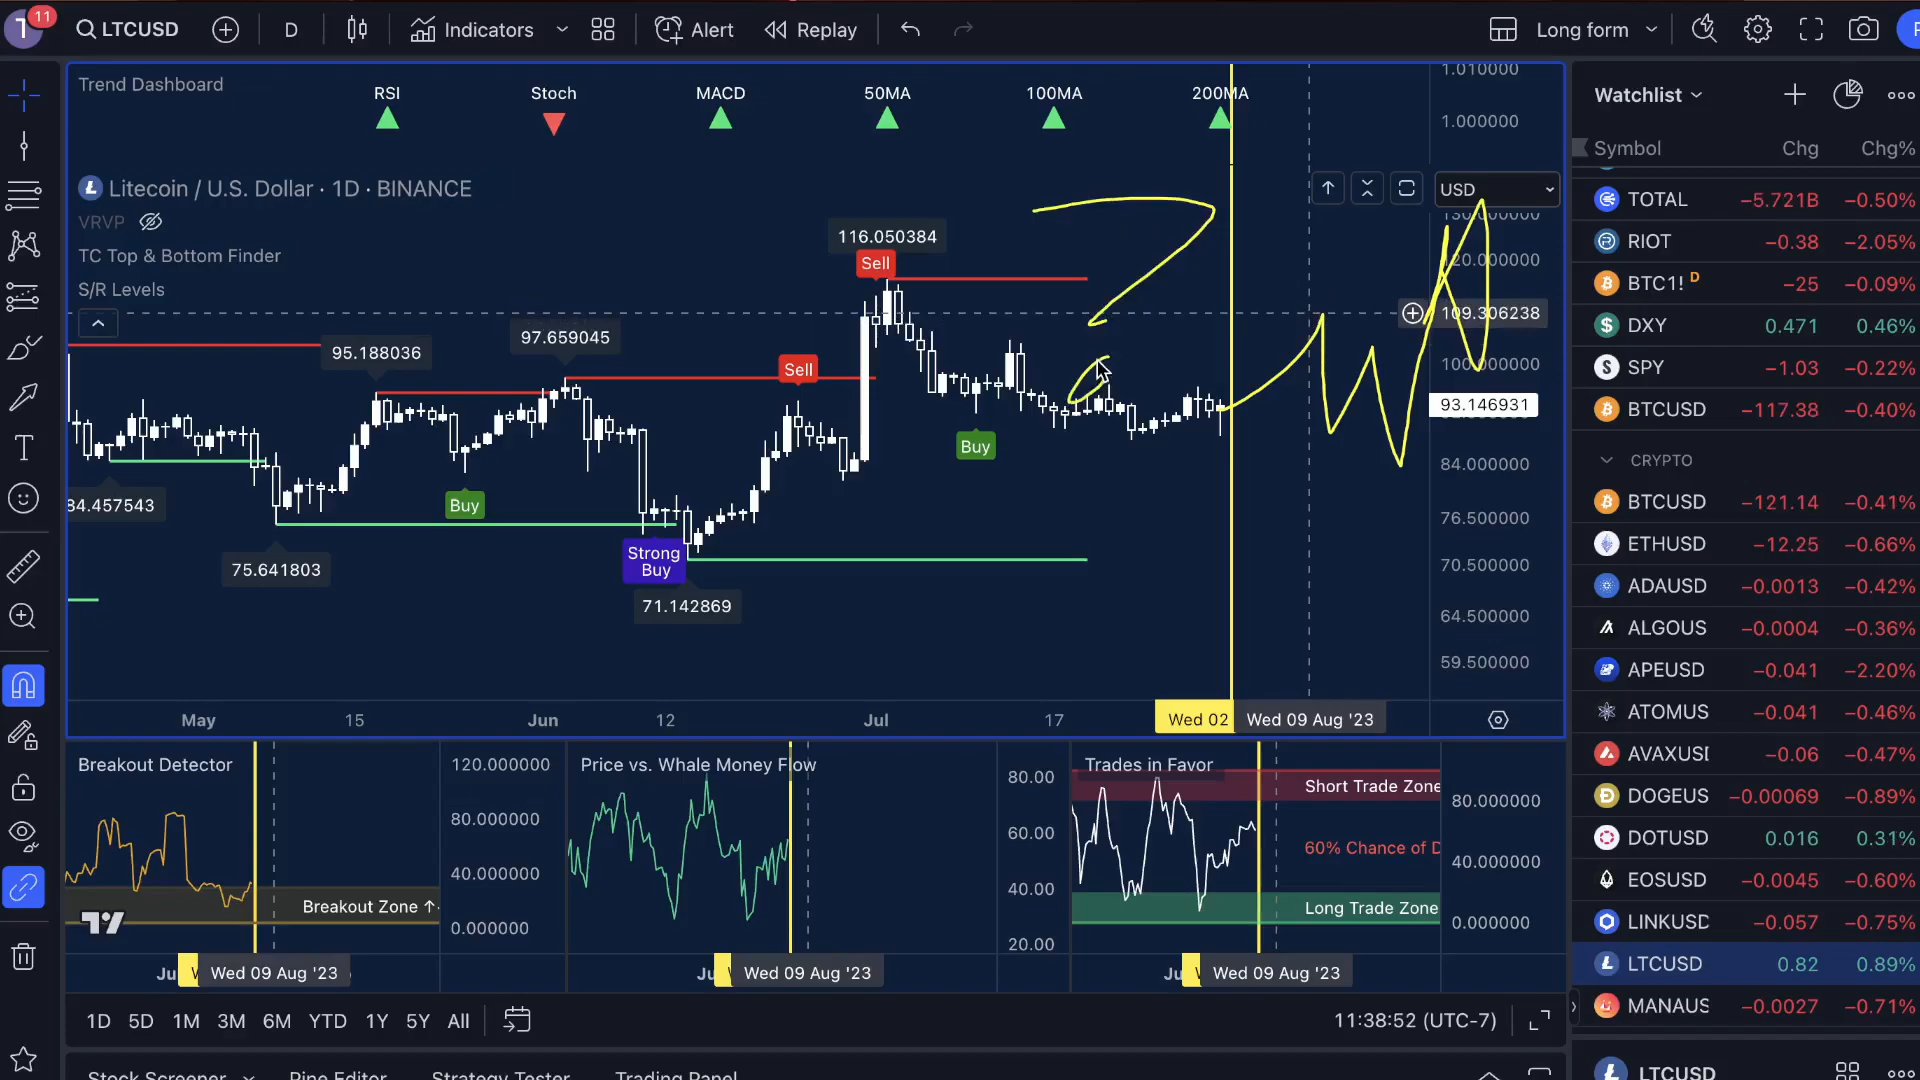 11
LTCUSD
D
Indicators
Alert
Replay
Long form
Trend Dashboard
RSI
Stoch
MACD
50MA
100MA
200MA
1.010000
1.000000
Litecoin / U.S. Dollar · 1D · BINANCE
USD
VRVP
TC Top & Bottom Finder
S/R Levels
130.000000
120.000000
109.306238
100.000000
93.146931
84.000000
76.500000
70.500000
64.500000
59.500000
116.050384
Sell
97.659045
95.188036
Sell
Buy
84.457543
Buy
Strong
Buy
75.641803
71.142869
May
15
Jun
12
Jul
17
Wed 02
Wed 09 Aug '23
Breakout Detector
120.000000
80.000000
40.000000
0.000000
Breakout Zone ↑
Wed 09 Aug '23
Price vs. Whale Money Flow
80.00
60.00
40.00
20.00
Wed 09 Aug '23
Trades in Favor
Short Trade Zone
60% Chance of D
Long Trade Zone
80.000000
40.000000
0.000000
Wed 09 Aug '23
1D 5D 1M 3M 6M YTD 1Y 5Y All
11:38:52 (UTC-7)
Stock Screener
Pine Editor
Strategy Tester
Trading Panel
Watchlist
Symbol Chg Chg%
TOTAL −5.721B −0.50%
RIOT −0.38 −2.05%
BTC1! D −25 −0.09%
DXY 0.471 0.46%
SPY −1.03 −0.22%
BTCUSD −117.38 −0.40%
CRYPTO
BTCUSD −121.14 −0.41%
ETHUSD −12.25 −0.66%
ADAUSD −0.0013 −0.42%
ALGOUS −0.0004 −0.36%
APEUSD −0.041 −2.20%
ATOMUS −0.041 −0.46%
AVAXUSI −0.06 −0.47%
DOGEUS −0.00069 −0.89%
DOTUSD 0.016 0.31%
EOSUSD −0.0045 −0.60%
LINKUSD −0.057 −0.75%
LTCUSD 0.82 0.89%
MANAUS −0.0027 −0.71%
LTCUSD